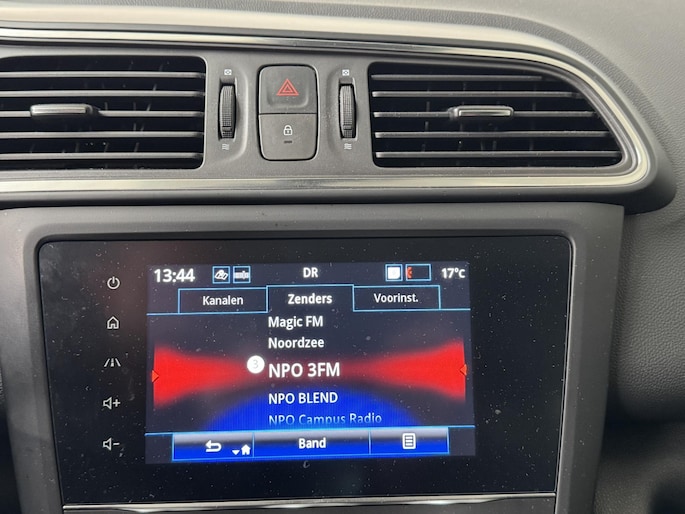 13:44 DR 17°c
Kanalen Zenders Voorinst.
Magic FM
Noordzee
3 NPO 3FM
NPO BLEND
NPO Campus Radio
Band